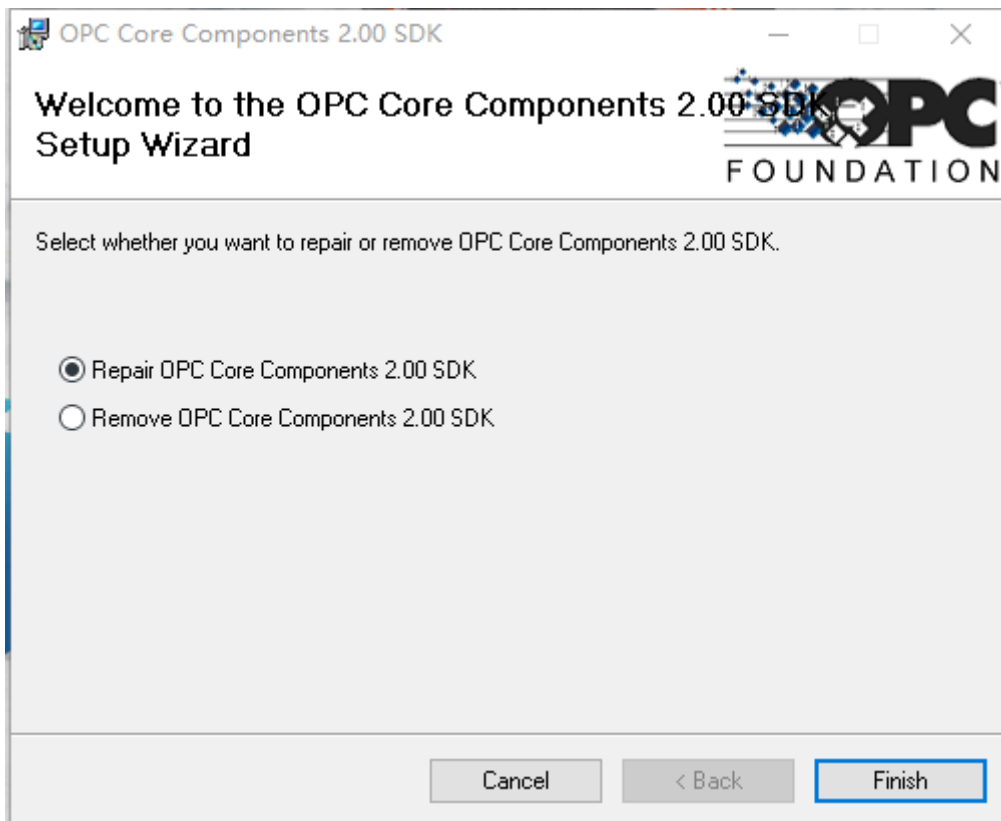 OPC Core Components 2.00 SDK
Welcome to the OPC Core Components 2.00 SDK
Setup Wizard
OPC
FOUNDATION
Select whether you want to repair or remove OPC Core Components 2.00 SDK.
Repair OPC Core Components 2.00 SDK
Remove OPC Core Components 2.00 SDK
Cancel
< Back
Finish